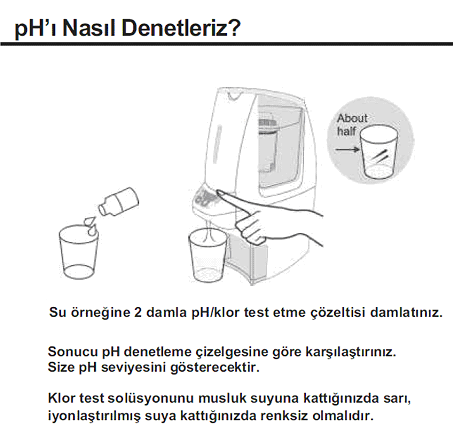 pH'ı Nasıl Denetleriz?
About
half
Su örneğine 2 damla pH/klor test etme çözeltisi damlatınız.
Sonucu pH denetleme çizelgesine göre karşılaştırınız.
Size pH seviyesini gösterecektir.
Klor test solüsyonunu musluk suyuna kattığınızda sarı,
iyonlaştırılmış suya kattığınızda renksiz olmalıdır.